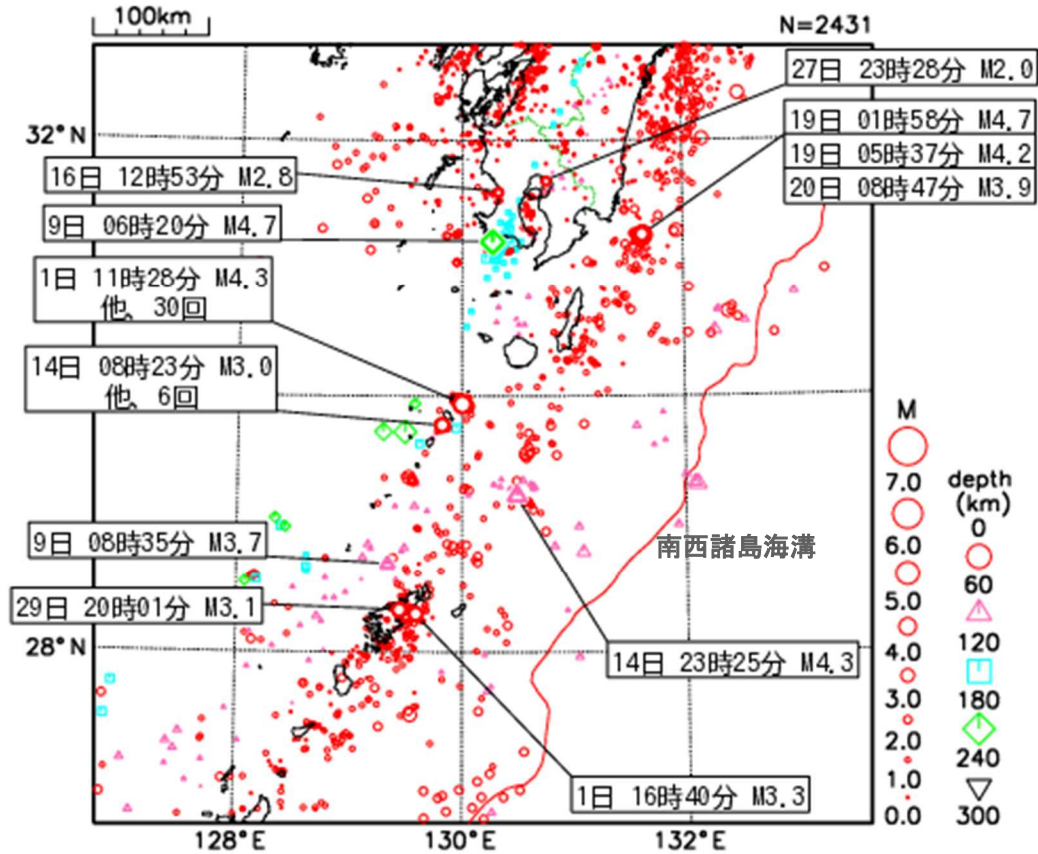 100km
N=2431
27日 23時28分 M2.0
19日 01時58分 M4.7
19日 05時37分 M4.2
20日 08時47分 M3.9
32°N
16日 12時53分 M2.8
9日 06時20分 M4.7
1日 11時28分 M4.3
他、30回
14日 08時23分 M3.0
他、6回
9日 08時35分 M3.7
29日 20時01分 M3.1
28°N
南西諸島海溝
14日 23時25分 M4.3
1日 16時40分 M3.3
128°E
130°E
132°E
M
7.0
6.0
5.0
4.0
3.0
2.0
1.0
0.0
depth
(km)
0
60
120
180
240
300